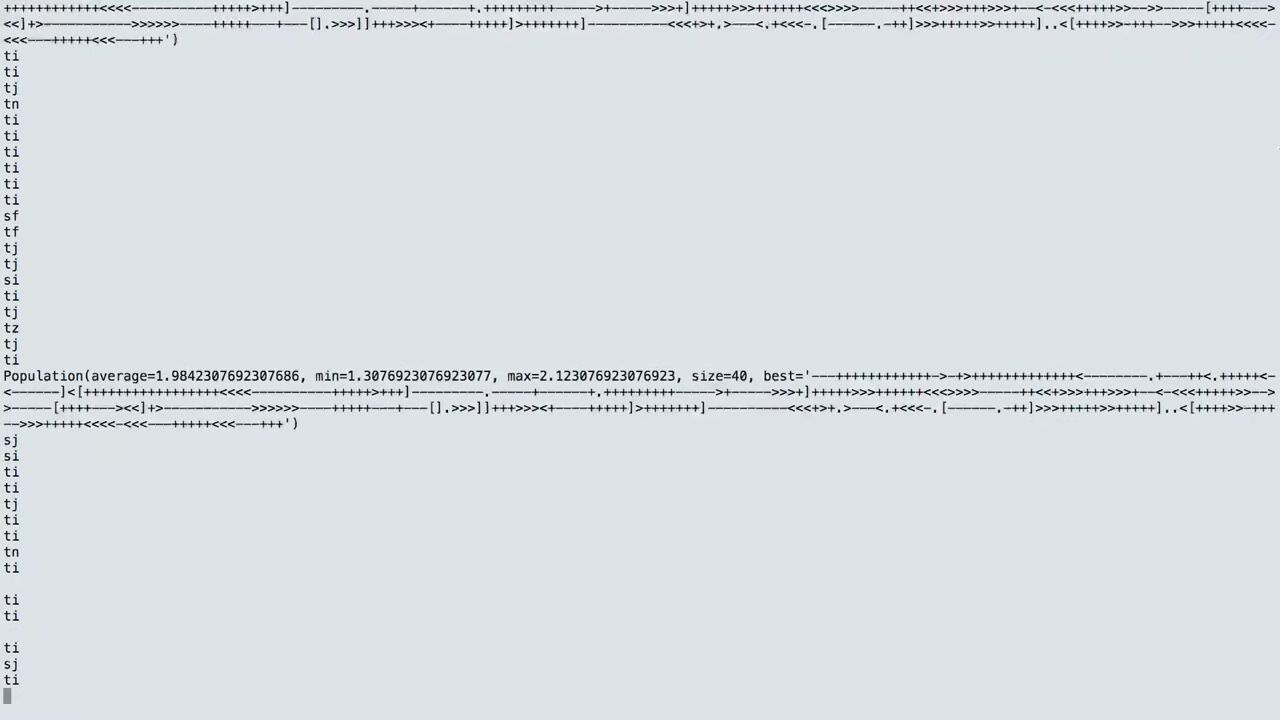 ++++++++++++<<<<----------+++++>+++]---------.-----+------+.+++++++++----->+----->>>+]+++++>>>++++++<<<>>>>-----++<<+>>>+++>>>+--<-<<<+++++>>-->>-----[++++--->
<<]+>----------->>>>>>----+++++---+---[].>>>]]+++>>><+----+++++]>+++++++]----------<<<+>+.>---<.+<<<-.[------.-++]>>>+++++>>+++++]..<[++++>>-+++-->>>+++++<<<<-
<<<---+++++<<<---+++')
ti
ti
tj
tn
ti
ti
ti
ti
ti
ti
sf
tf
tj
tj
si
ti
tj
tz
tj
ti
Population(average=1.9842307692307686, min=1.3076923076923077, max=2.123076923076923, size=40, best='---++++++++++++->-+>+++++++++++++<--------.+---++<.+++++<-
<------]<[+++++++++++++++++<<<<----------+++++>+++]---------.-----+------+.+++++++++----->+----->>>+]++++>>>++++++<<<>>>>-----++<<+>>>+++>>>+--<-<<<++++>>--
>------[++++---><<]+>----------->>>>>>----+++++---+---[].>>>]]+++>>><+----+++++]>+++++++]----------<<<+>+.>---<.+<<<-.[------.-++]>>>+++++>>+++++]..<[++++>>-+++
-->>>+++++<<<<-<<<---+++++<<<---+++')
sj
si
ti
ti
tj
ti
ti
tn
ti
ti
ti
ti
sj
ti